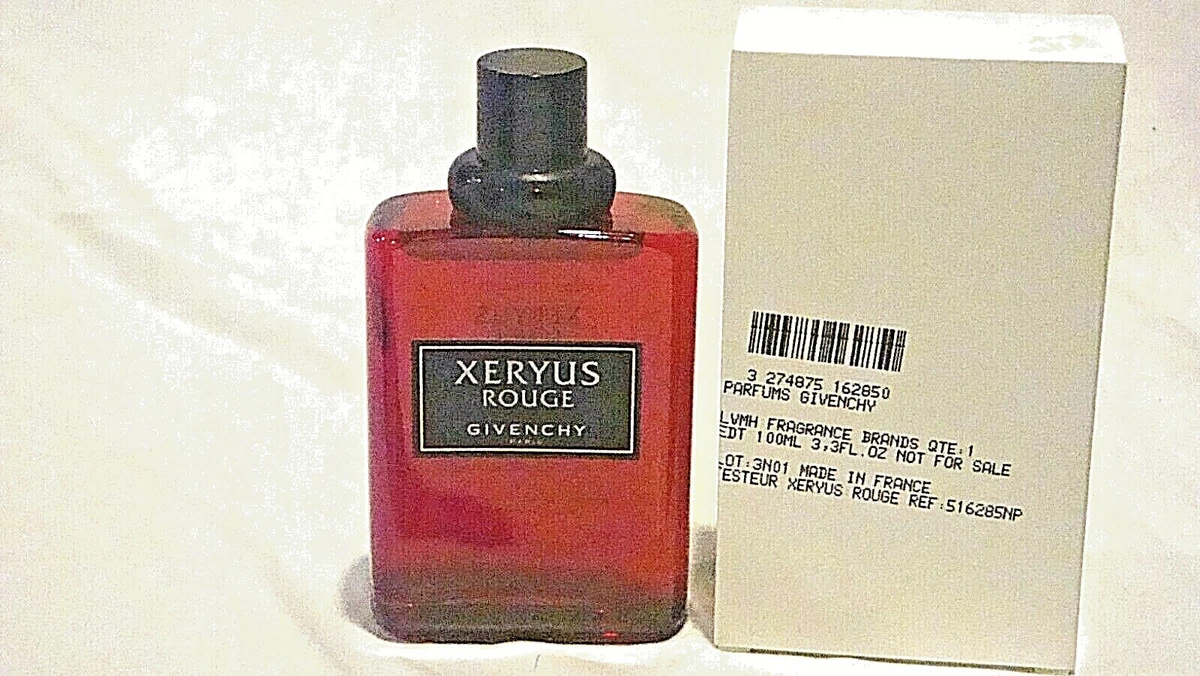 XERYUS
ROUGE
GIVENCHY
PARIS
3 274875 162850
PARFUMS GIVENCHY
LVMH FRAGRANCE BRANDS QTE:1
EDT 100ML 3,3FL.OZ NOT FOR SALE
LOT:3N01 MADE IN FRANCE
TESTEUR XERYUS ROUGE REF:516285NP